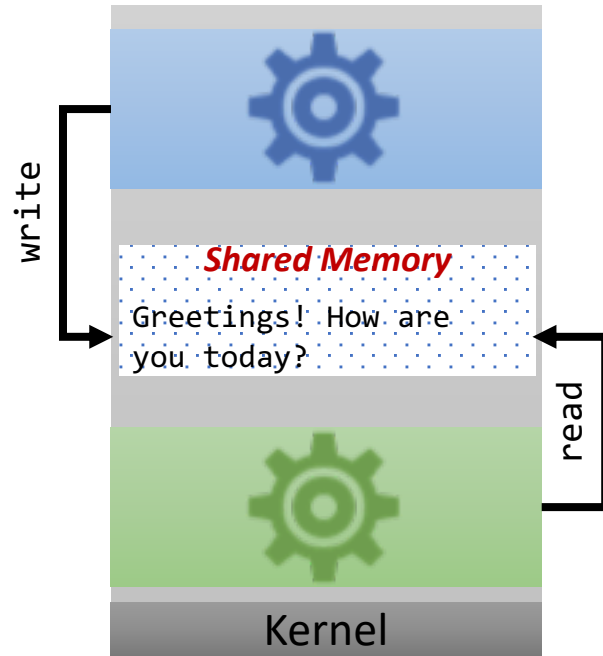 write
Shared Memory
Greetings! How are
you today?
read
Kernel